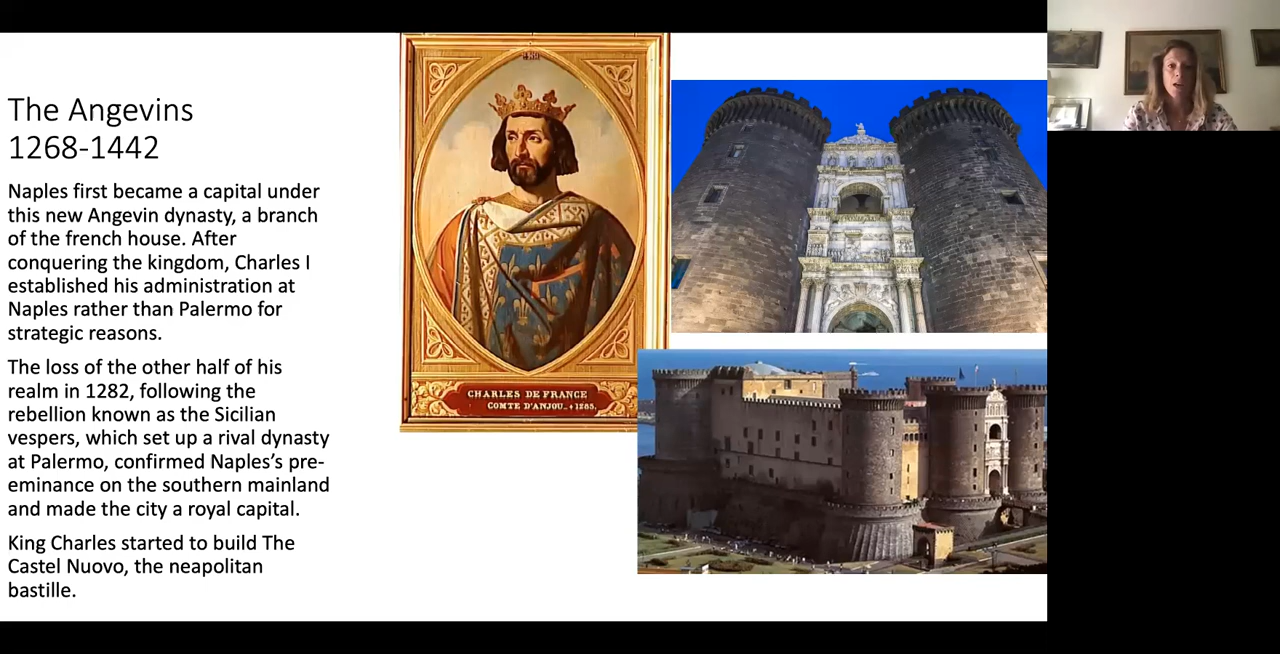 The Angevins
1268-1442
Naples first became a capital under
this new Angevin dynasty, a branch
of the french house. After
conquering the kingdom, Charles I
established his administration at
Naples rather than Palermo for
strategic reasons.
The loss of the other half of his
realm in 1282, following the
rebellion known as the Sicilian
vespers, which set up a rival dynasty
at Palermo, confirmed Naples's pre-
eminance on the southern mainland
and made the city a royal capital.
King Charles started to build The
Castel Nuovo, the neapolitan
bastille.
CHARLES DE FRANCE
COMTE D'ANJOU_+1285,